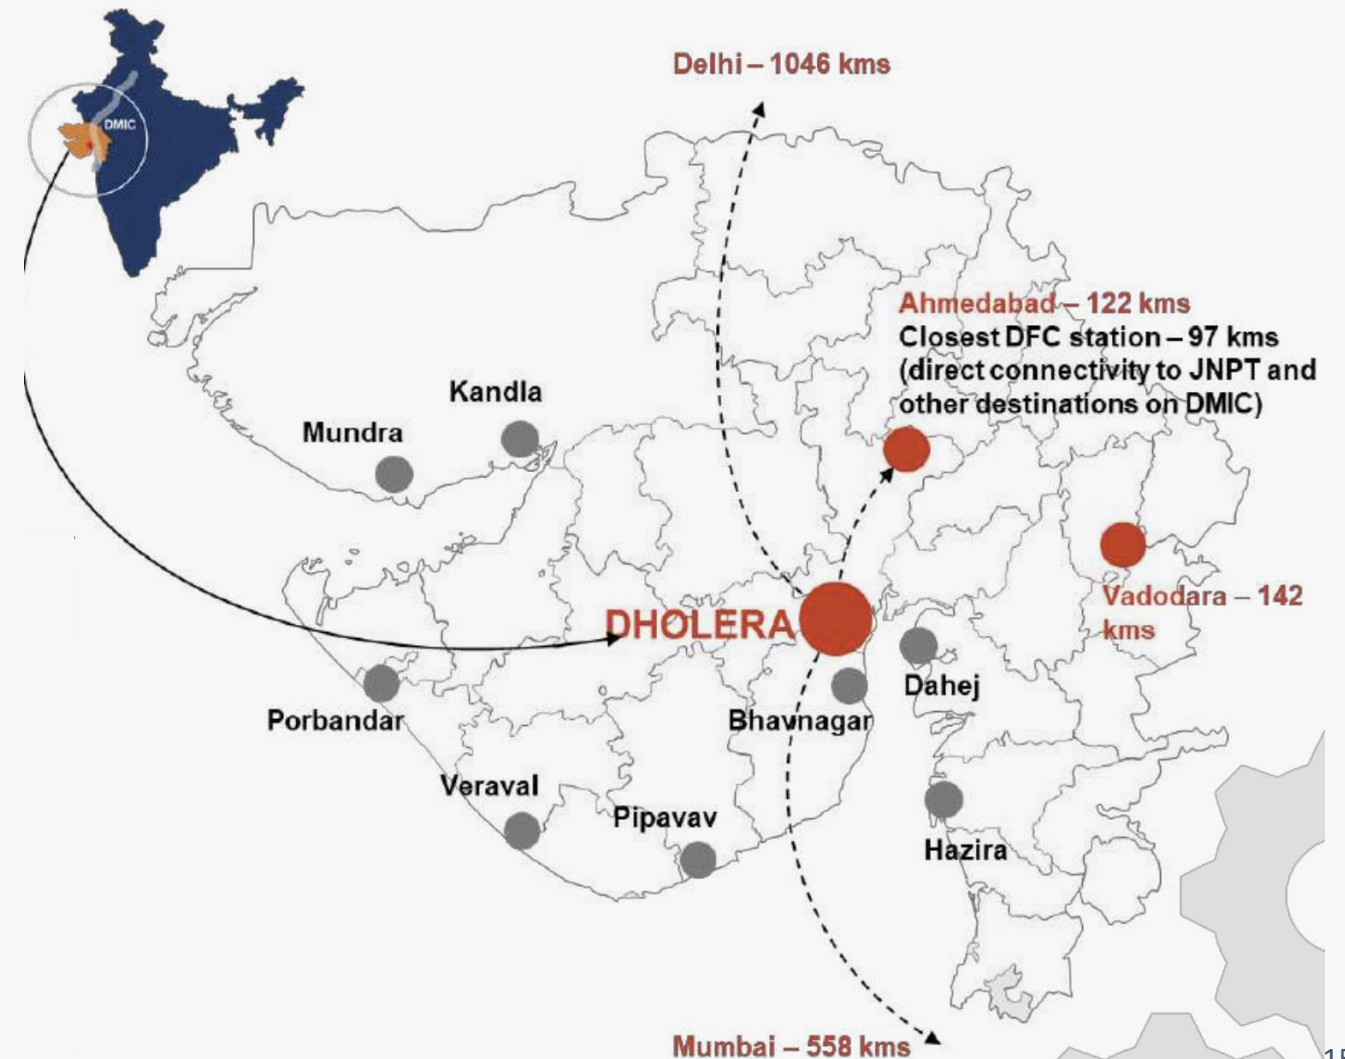 DMIC
Delhi – 1046 kms
Ahmedabad – 122 kms
Closest DFC station – 97 kms
(direct connectivity to JNPT and
other destinations on DMIC)
Kandla
Mundra
Vadodara – 142
kms
DHOLERA
Dahej
Porbandar
Bhavnagar
Veraval
Pipavav
Hazira
Mumbai – 558 kms